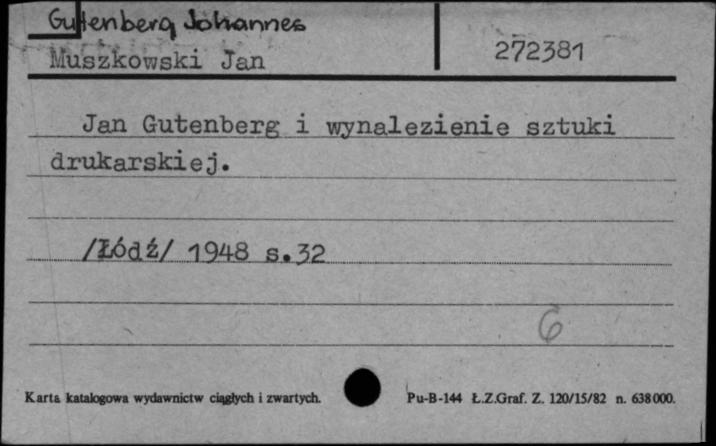 Gutenberg Johannes
Muszkowski Jan 272381
Jan Gutenberg i wynalezienie sztuki
drukarskiej.
/Łódź/ 1948 s.32
6
Karta katalogowa wydawnictw ciągłych i zwartych. Pu-B-144 Ł.Z.Graf. Z. 120/15/82 n. 638000.